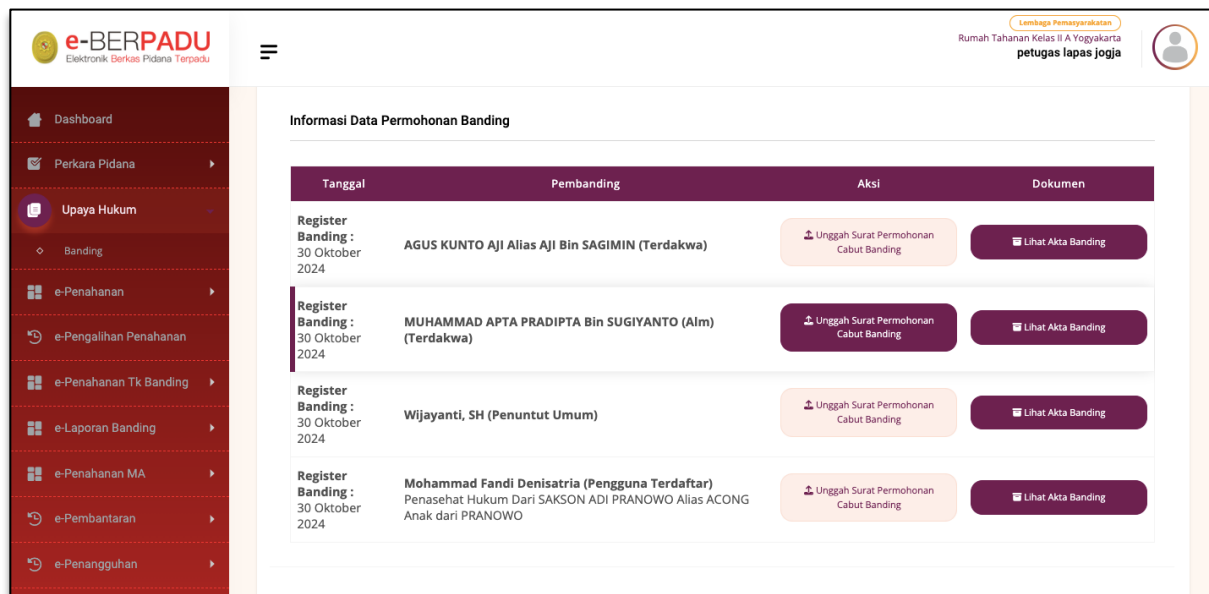 e-BERPADU
Elektronik Berkas Pidana Terpadu
Lembaga Pemasyarakatan
Rumah Tahanan Kelas II A Yogyakarta
petugas lapas jogja
Dashboard
Perkara Pidana
Upaya Hukum
Banding
e-Penahanan
e-Pengalihan Penahanan
e-Penahanan Tk Banding
e-Laporan Banding
e-Penahanan MA
e-Pembantaran
e-Penangguhan
Informasi Data Permohonan Banding
Tanggal Pembanding Aksi Dokumen
Register
Banding :
30 Oktober
2024
AGUS KUNTO AJI Alias AJI Bin SAGIMIN (Terdakwa)
Unggah Surat Permohonan
Cabut Banding
Lihat Akta Banding
Register
Banding :
30 Oktober
2024
MUHAMMAD APTA PRADIPTA Bin SUGIYANTO (Alm)
(Terdakwa)
Unggah Surat Permohonan
Cabut Banding
Lihat Akta Banding
Register
Banding :
30 Oktober
2024
Wijayanti, SH (Penuntut Umum)
Unggah Surat Permohonan
Cabut Banding
Lihat Akta Banding
Register
Banding :
30 Oktober
2024
Mohammad Fandi Denisatria (Pengguna Terdaftar)
Penasehat Hukum Dari SAKSON ADI PRANOWO Alias ACONG
Anak dari PRANOWO
Unggah Surat Permohonan
Cabut Banding
Lihat Akta Banding